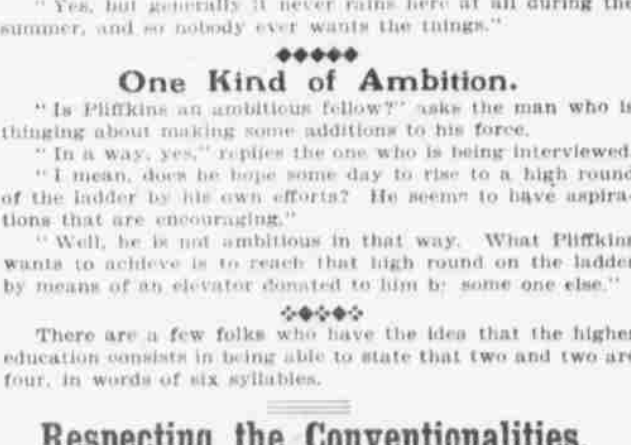 "Yes, but generally it never rains here at all during the
summer, and so nobody ever wants the things."
One Kind of Ambition.
"Is Pliffkins an ambitious fellow?" asks the man who is
thinging about making some additions to his force.
"In a way, yes," replies the one who is being interviewed.
"I mean, does he hope some day to rise to a high round
of the ladder by his own efforts? He seems to have aspira-
tions that are encouraging."
"Well, he is not ambitious in that way. What Pliffkins
wants to achieve is to reach that high round on the ladder
by means of an elevator donated to him b: some one else."
There are a few folks who have the idea that the higher
education consists in being able to state that two and two are
four, in words of six syllables.
Respecting the Conventionalities